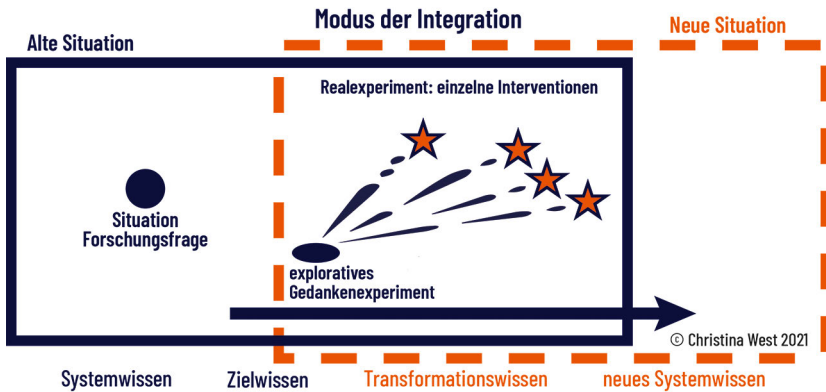 Modus der Integration
Alte Situation
Neue Situation
Realexperiment: einzelne Interventionen
Situation
Forschungsfrage
exploratives
Gedankenexperiment
© Christina West 2021
Systemwissen
Zielwissen
Transformationswissen
neues Systemwissen